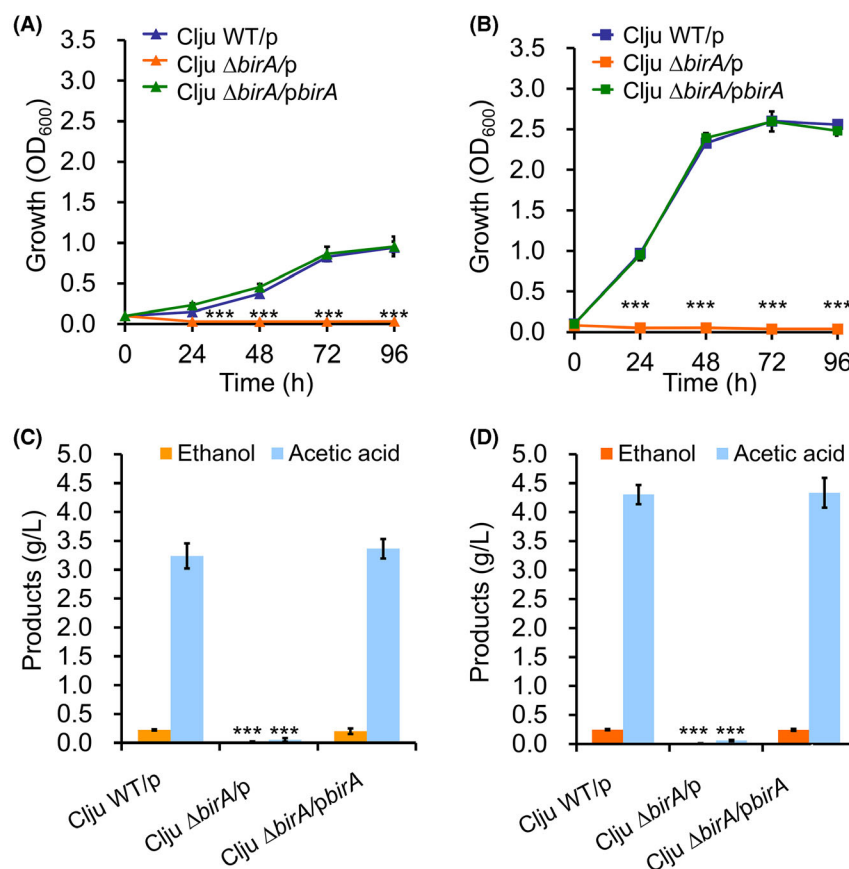 (A)
Clju WT/p
Clju ΔbirA/p
Clju ΔbirA/pbirA
Growth (OD600)
3.5
3.0
2.5
2.0
1.5
1.0
0.5
0.0
*** *** *** ***
0 24 48 72 96
Time (h)
(B)
Clju WT/p
Clju ΔbirA/p
Clju ΔbirA/pbirA
Growth (OD600)
3.5
3.0
2.5
2.0
1.5
1.0
0.5
0.0
*** *** *** ***
0 24 48 72 96
Time (h)
(C)
Ethanol Acetic acid
Products (g/L)
5.0
4.5
4.0
3.5
3.0
2.5
2.0
1.5
1.0
0.5
0.0
*** ***
Clju WT/p
Clju ΔbirA/p
Clju ΔbirA/pbirA
(D)
Ethanol Acetic acid
Products (g/L)
5.0
4.5
4.0
3.5
3.0
2.5
2.0
1.5
1.0
0.5
0.0
*** ***
Clju WT/p
Clju ΔbirA/p
Clju ΔbirA/pbirA